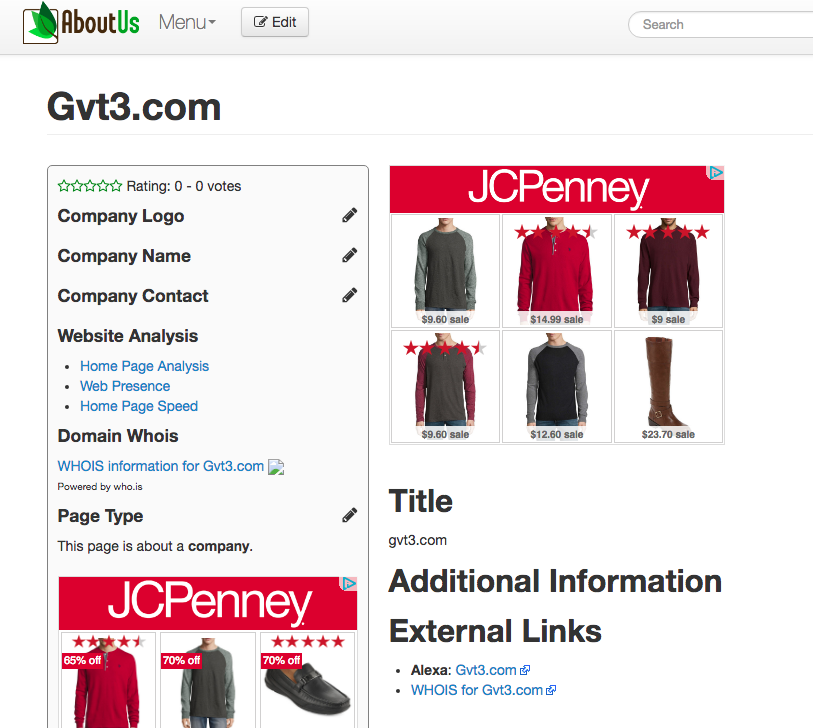 AboutUs Menu Edit Search
Gvt3.com
Rating: 0 - 0 votes
Company Logo
Company Name
Company Contact
Website Analysis
Home Page Analysis
Web Presence
Home Page Speed
Domain Whois
WHOIS information for Gvt3.com
Powered by who.is
Page Type
This page is about a company.
JCPenney
65% off 70% off 70% off
JCPenney
$9.60 sale $14.99 sale $9 sale
$9.60 sale $12.60 sale $23.70 sale
Title
gvt3.com
Additional Information
External Links
Alexa: Gvt3.com
WHOIS for Gvt3.com